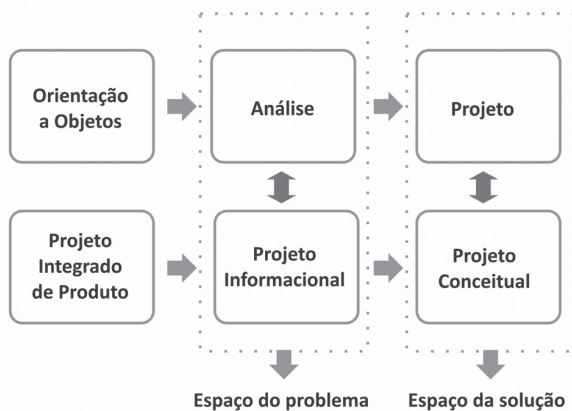 Orientação
a Objetos
Análise
Projeto
Projeto
Integrado
de Produto
Projeto
Informacional
Projeto
Conceitual
Espaço do problema
Espaço da solução